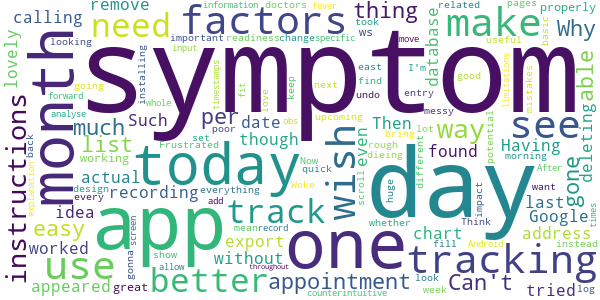 information doctors fever
calling remove need factors thing took related pages properly
looking important readiness change specific ws make Why
lovely input move useful basic
installing symptom database limitations mistakes
going timestamps east I'm good able
forward whole fit love keep next find undo entry messy
analyse month Such per date upcoming see
instructions much though wish Then bring lot deleting
back list set poor obs even rough dieing way found Having
explanation actual Frustrated today Now quick scroll different potential gone morning
working design everything huge day After
idea recording Woke track whether last Google
every app add mean record one chart impact want
use easy screen export without fill Think Android address instead
worked show allow tracking
appeared great gonna better appointment look Can't tried times
throughout counterintuitive week log